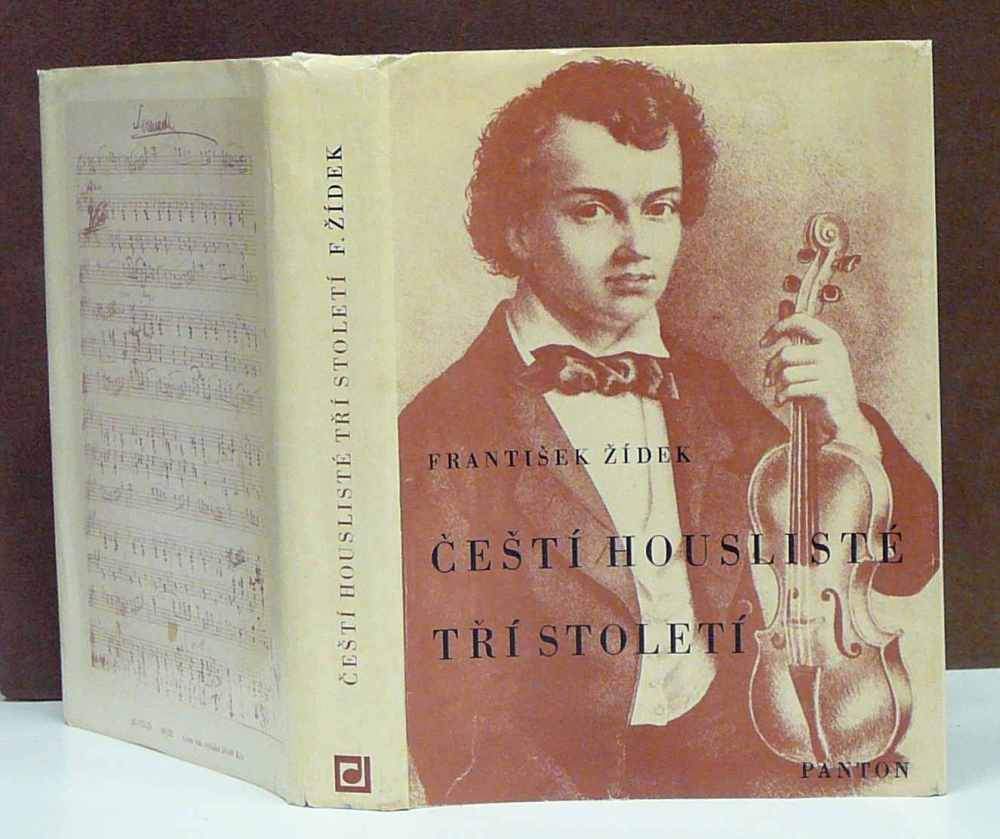 FRANTIŠEK ŽÍDEK
ČEŠTÍ HOUSLISTÉ
TŘÍ STOLETÍ
PANTON
ČEŠTÍ HOUSLISTÉ TŘÍ STOLETÍ F. ŽÍDEK